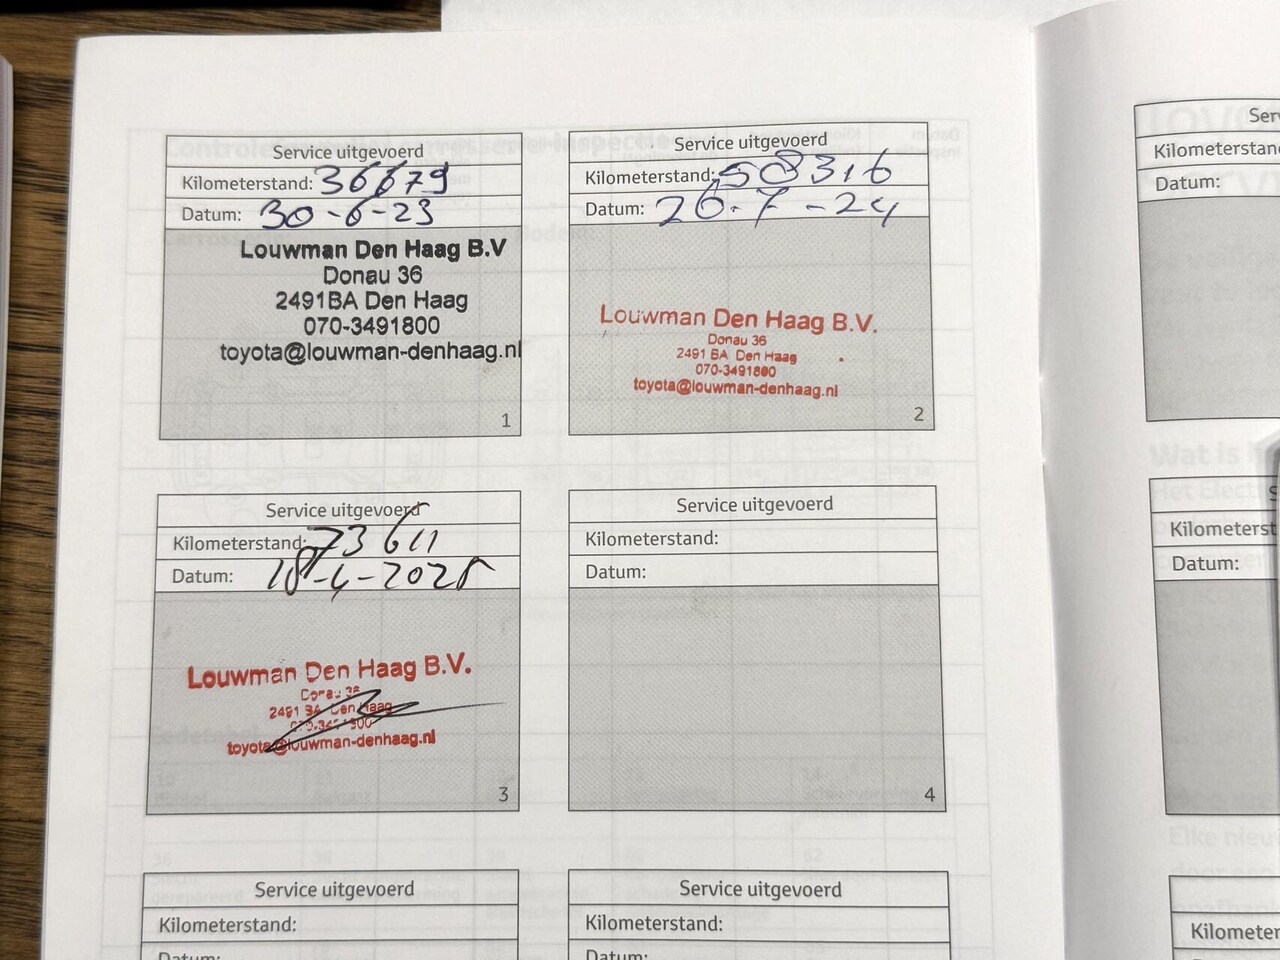 Service uitgevoerd
Kilometerstand: 36679
Datum: 30-6-23
Louwman Den Haag B.V
Donau 36
2491BA Den Haag
070-3491800
toyota@louwman-denhaag.nl
1
Service uitgevoerd
Kilometerstand: 58316
Datum: 26-7-24
Louwman Den Haag B.V.
Donau 36
2491 BA Den Haag
070-3491800
toyota@louwman-denhaag.nl
2
Service uitgevoerd
Kilometerstand: 73611
Datum: 18-4-2025
Louwman Den Haag B.V.
Donau 36
2491 BA Den Haag
070-3491800
toyota@louwman-denhaag.nl
3
Service uitgevoerd
Kilometerstand:
Datum:
4
Service uitgevoerd
Kilometerstand:
Datum:
Service uitgevoerd
Kilometerstand:
Datum:
Kilometerstand:
Datum:
Datum: